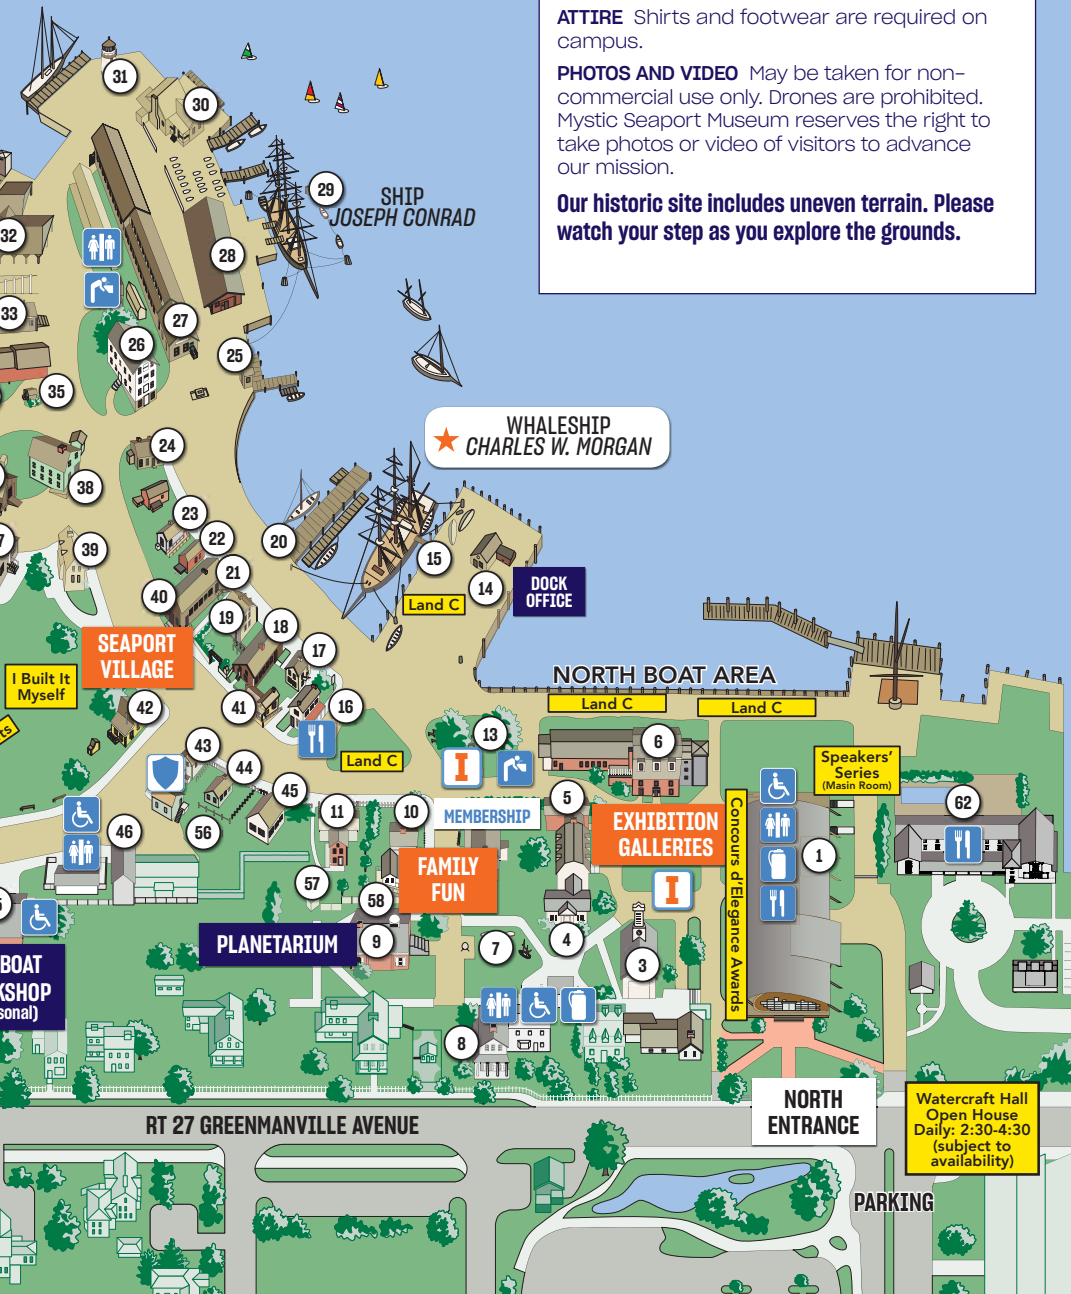 ATTIRE Shirts and footwear are required on
campus.
PHOTOS AND VIDEO May be taken for non-
commercial use only. Drones are prohibited.
Mystic Seaport Museum reserves the right to
take photos or video of visitors to advance
our mission.
Our historic site includes uneven terrain. Please
watch your step as you explore the grounds.
31
30
29
SHIP
JOSEPH CONRAD
32
28
33
27
26
25
35
WHALESHIP
CHARLES W. MORGAN
24
38
23
22
20
39
15
21
14
DOCK
OFFICE
40
Land C
19
18
SEAPORT
VILLAGE
17
I Built It
Myself
NORTH BOAT AREA
42
41
16
Land C
Land C
13
I
6
43
44
Land C
Speakers'
Series
(Masin Room)
45
5
62
46
56
11
10
MEMBERSHIP
EXHIBITION
GALLERIES
Concours d'Elegance Awards
1
FAMILY
FUN
57
58
I
PLANETARIUM
9
7
4
3
BOAT
KSHOP
sonal)
8
NORTH
ENTRANCE
Watercraft Hall
Open House
Daily: 2:30-4:30
(subject to
availability)
RT 27 GREENMANVILLE AVENUE
PARKING